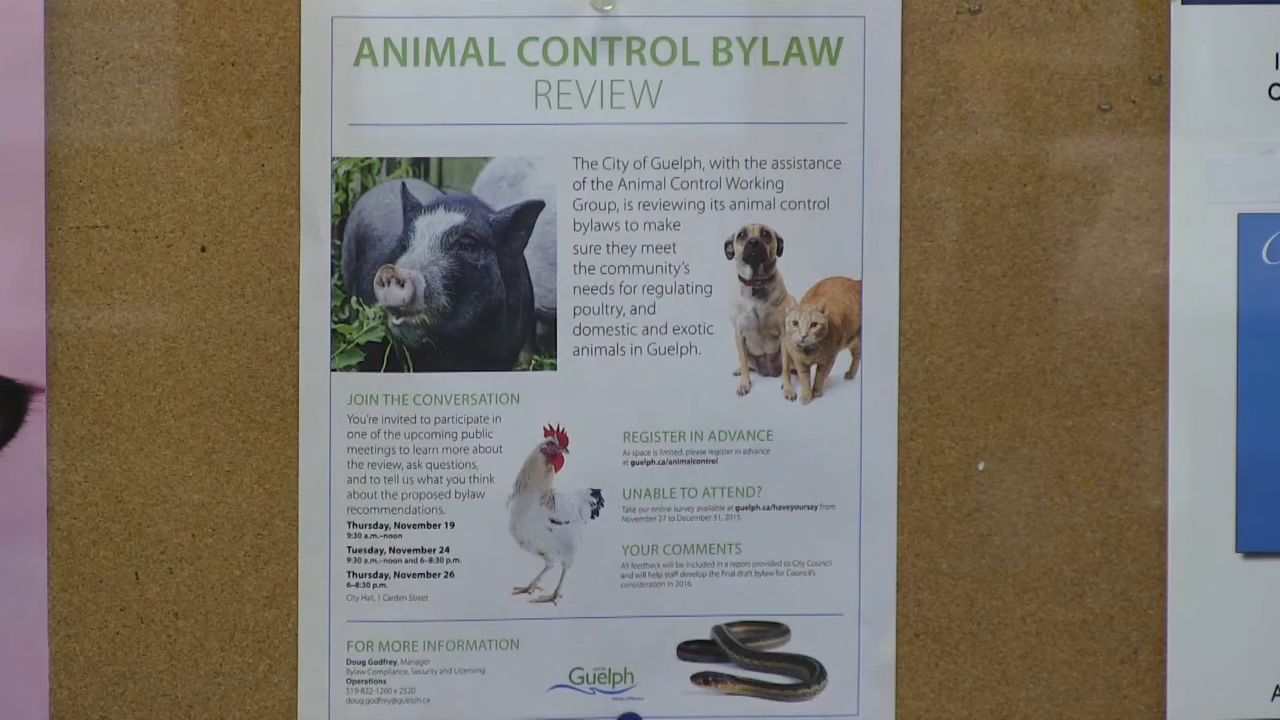 ANIMAL CONTROL BYLAW
REVIEW
The City of Guelph, with the assistance
of the Animal Control Working
Group, is reviewing its animal control
bylaws to make
sure they meet
the community's
needs for regulating
poultry, and
domestic and exotic
animals in Guelph.
JOIN THE CONVERSATION
You're invited to participate in
one of the upcoming public
meetings to learn more about
the review, ask questions,
and to tell us what you think
about the proposed bylaw
recommendations.
Thursday, November 19
9:30 a.m.–noon
Tuesday, November 24
9:30 a.m.–noon and 6–8:30 p.m.
Thursday, November 26
6–8:30 p.m.
City Hall, 1 Carden Street
REGISTER IN ADVANCE
As space is limited, please register in advance
at guelph.ca/animalcontrol.
UNABLE TO ATTEND?
Take our online survey available at guelph.ca/haveyoursay from
November 27 to December 31, 2015.
YOUR COMMENTS
All feedback will be included in a report provided to City Council
and will help staff develop the final draft bylaw for Council's
consideration in 2016.
FOR MORE INFORMATION
Doug Godfrey, Manager
Bylaw Compliance, Security and Licensing
Operations
519-822-1260 x 2520
doug.godfrey@guelph.ca
Guelph